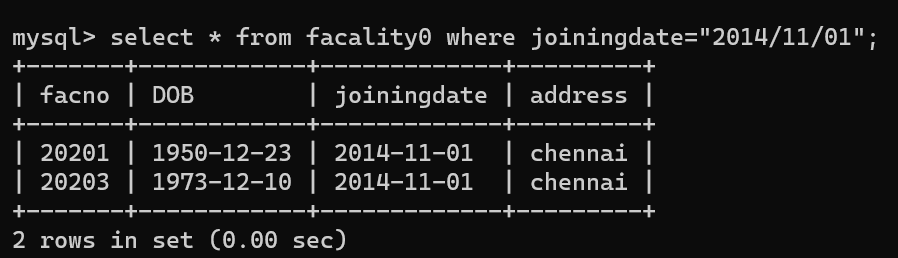 mysql> select * from facality0 where joiningdate="2014/11/01";
+-------+------------+-------------+---------+
| facno | DOB        | joiningdate | address |
+-------+------------+-------------+---------+
| 20201 | 1950-12-23 | 2014-11-01  | chennai |
| 20203 | 1973-12-10 | 2014-11-01  | chennai |
+-------+------------+-------------+---------+
2 rows in set (0.00 sec)